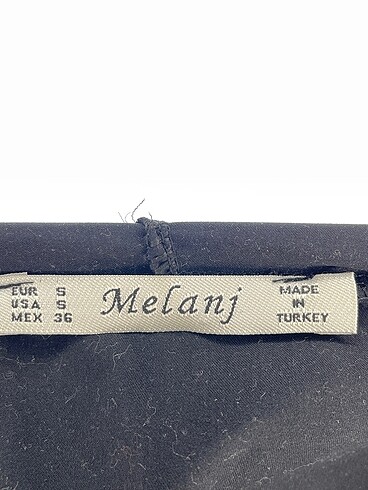 EUR S
USA S
MEX 36
Melanj
MADE
IN
TURKEY